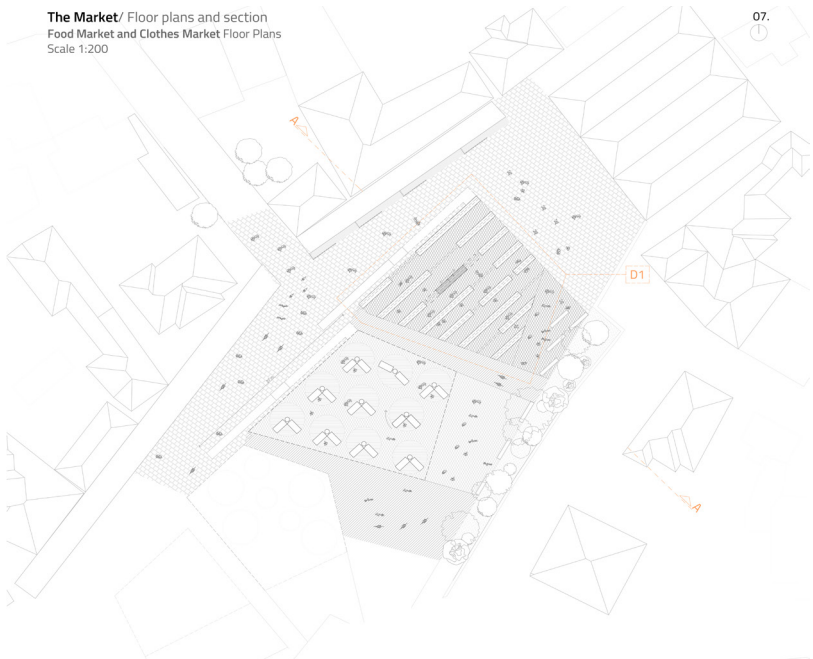 The Market/ Floor plans and section
Food Market and Clothes Market Floor Plans
Scale 1:200
07.
A
D1
A